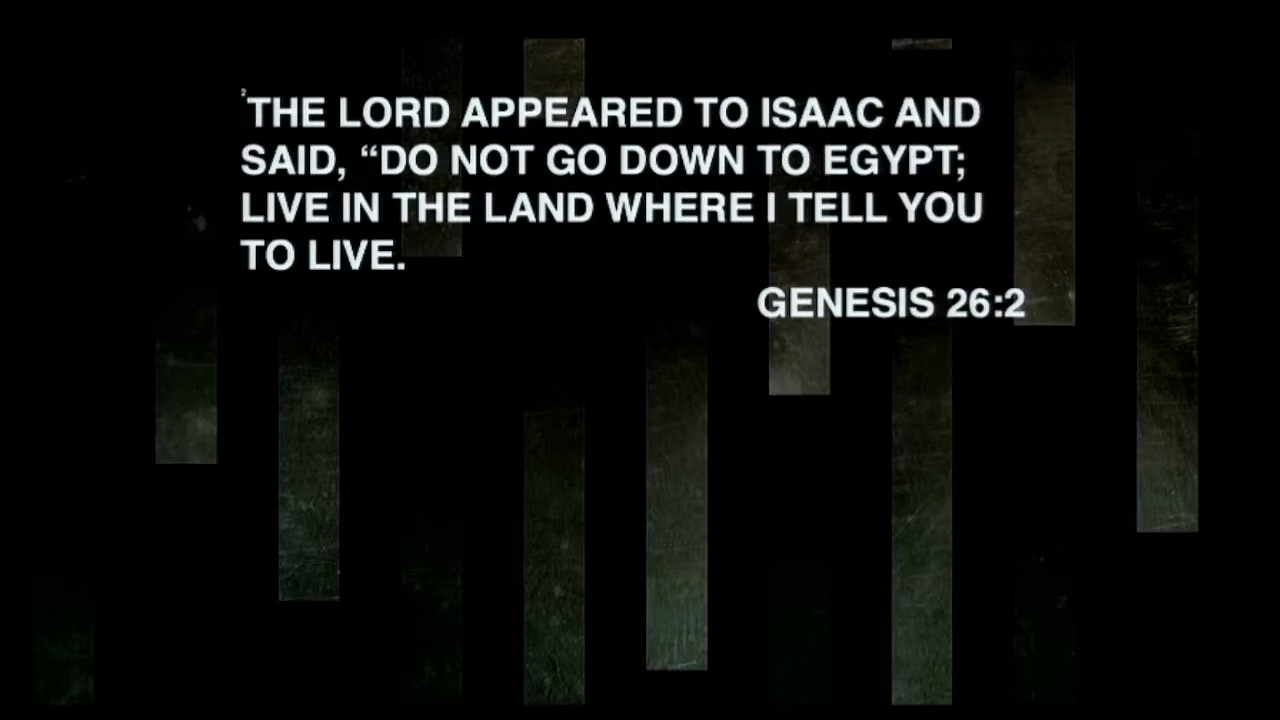 ²THE LORD APPEARED TO ISAAC AND
SAID, “DO NOT GO DOWN TO EGYPT;
LIVE IN THE LAND WHERE I TELL YOU
TO LIVE.
GENESIS 26:2